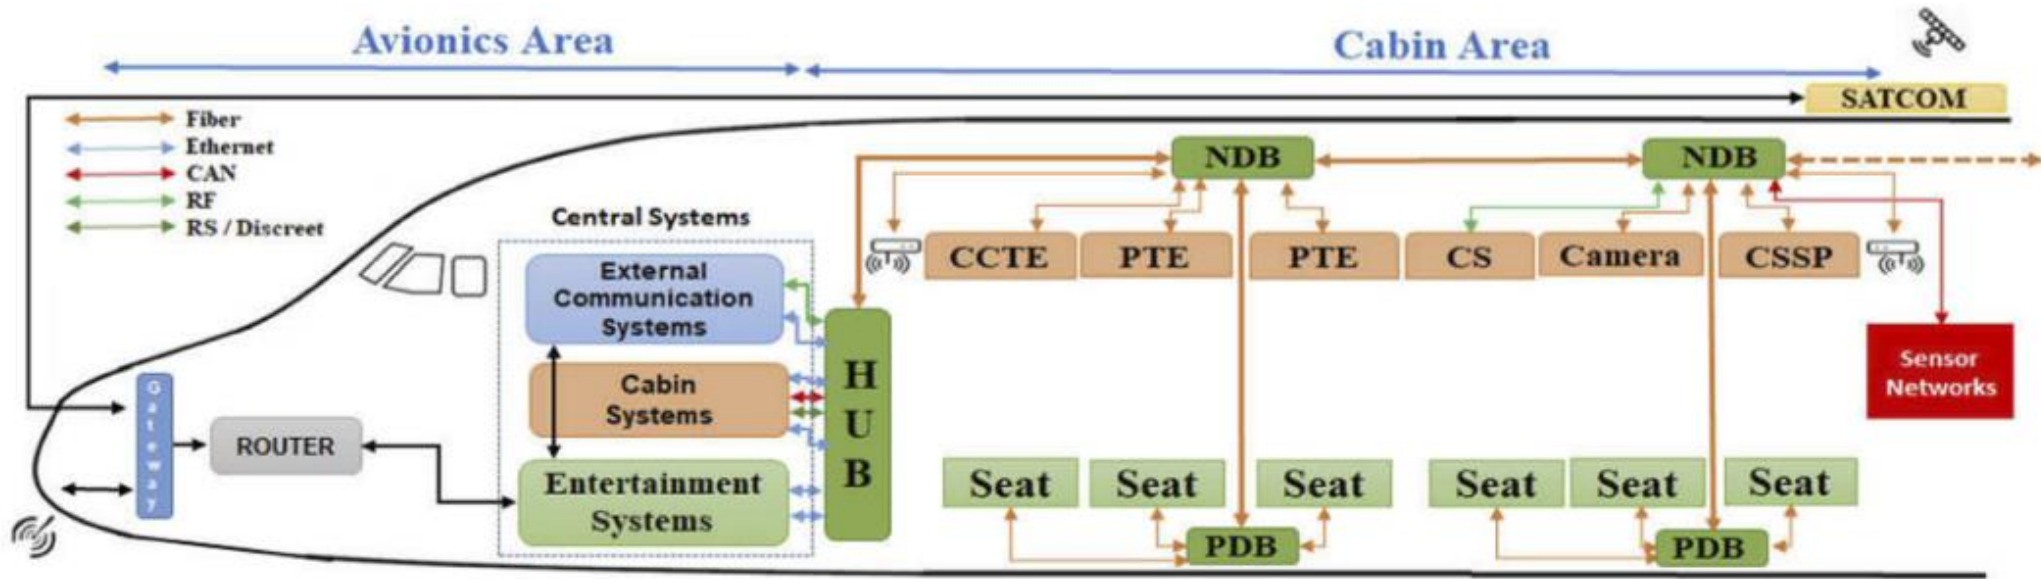 Avionics Area
Cabin Area
SATCOM
Fiber
Ethernet
CAN
RF
RS / Discreet
NDB
NDB
Central Systems
CCTE
PTE
PTE
CS
Camera
CSSP
External
Communication
Systems
Cabin
Systems
Entertainment
Systems
HUB
Gateway
ROUTER
Sensor
Networks
Seat
Seat
Seat
Seat
Seat
Seat
PDB
PDB